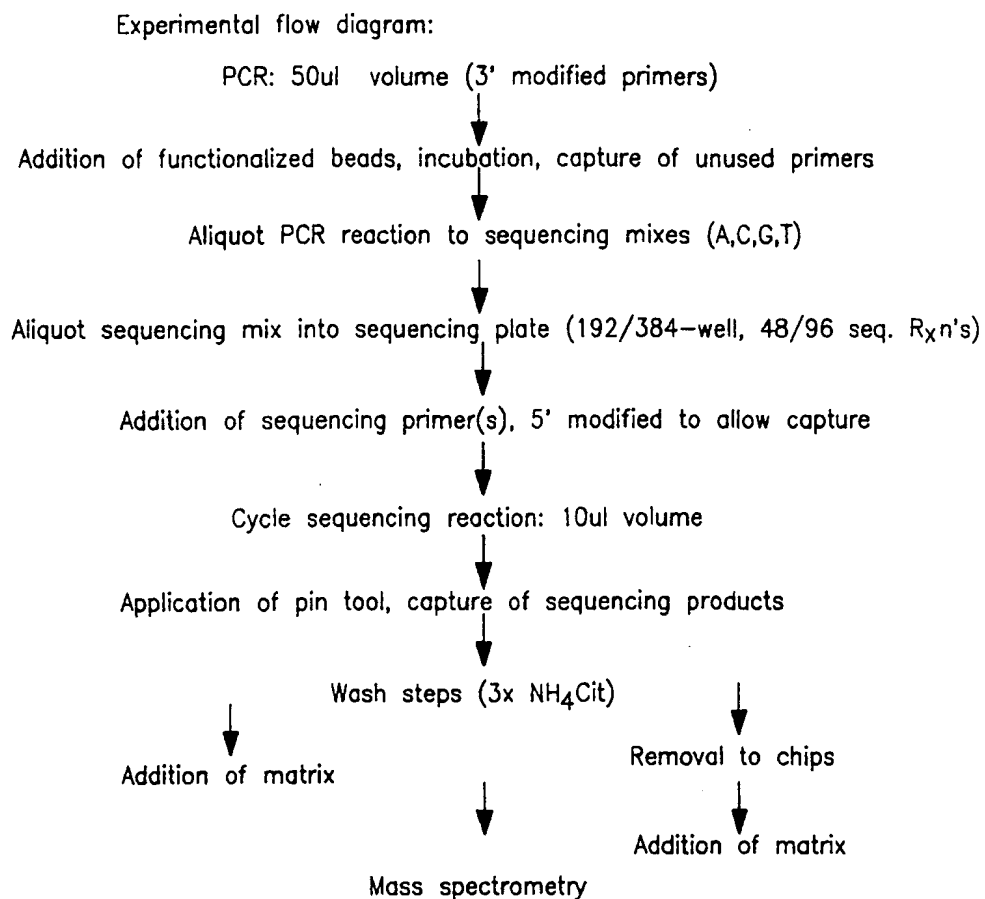 Experimental flow diagram:
PCR: 50ul volume (3' modified primers)
Addition of functionalized beads, incubation, capture of unused primers
Aliquot PCR reaction to sequencing mixes (A,C,G,T)
Aliquot sequencing mix into sequencing plate (192/384-well, 48/96 seq. RXn's)
Addition of sequencing primer(s), 5' modified to allow capture
Cycle sequencing reaction: 10ul volume
Application of pin tool, capture of sequencing products
Wash steps (3x NH4Cit)
Addition of matrix
Removal to chips
Addition of matrix
Mass spectrometry